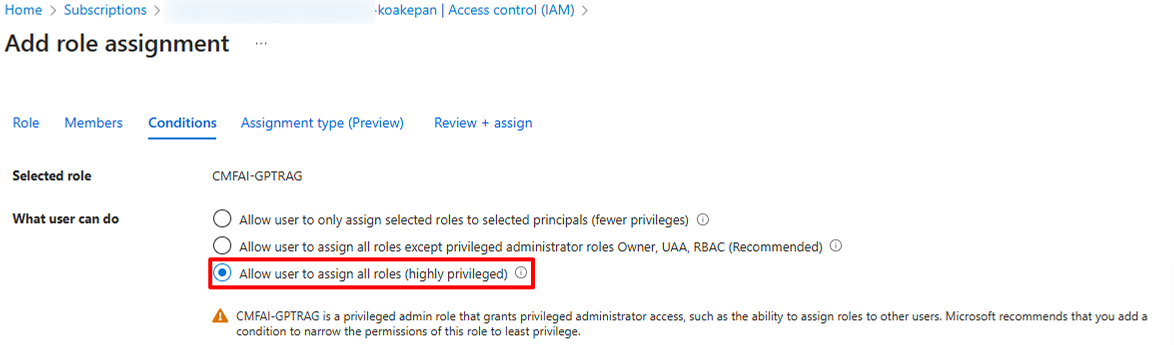 Home > Subscriptions > -koakepan | Access control (IAM) >
Add role assignment ...
Role Members Conditions Assignment type (Preview) Review + assign
Selected role CMFAI-GPTRAG
What user can do Allow user to only assign selected roles to selected principals (fewer privileges)
Allow user to assign all roles except privileged administrator roles Owner, UAA, RBAC (Recommended)
Allow user to assign all roles (highly privileged)
CMFAI-GPTRAG is a privileged admin role that grants privileged administrator access, such as the ability to assign roles to other users. Microsoft recommends that you add a
condition to narrow the permissions of this role to least privilege.